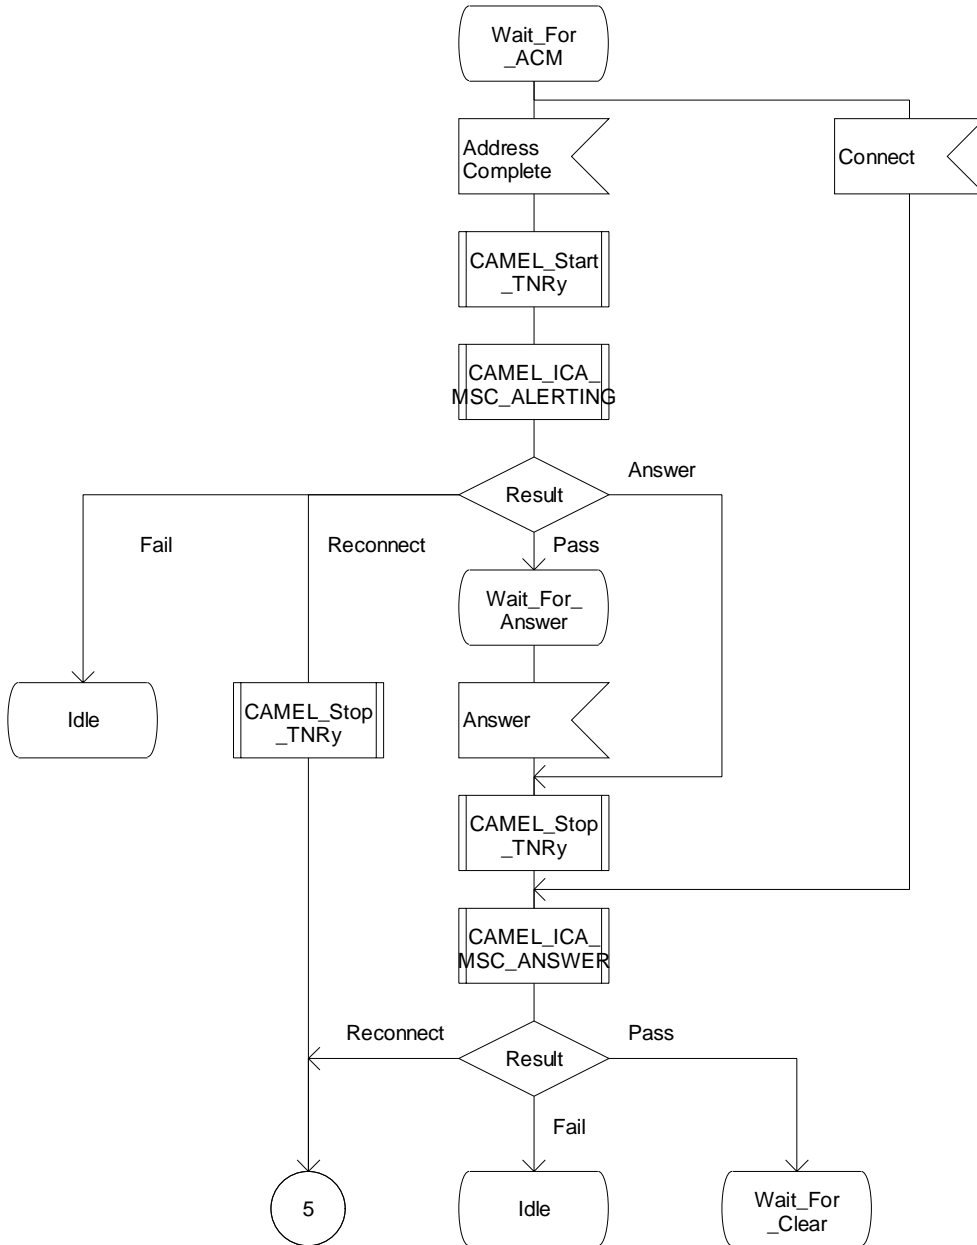 Wait_For
_ACM
Address
Complete
Connect
CAMEL_Start
_TNRy
CAMEL_ICA_
MSC_ALERTING
Answer
Result
Fail
Reconnect
Pass
Wait_For_
Answer
Idle
CAMEL_Stop
_TNRy
Answer
CAMEL_Stop
_TNRy
CAMEL_ICA_
MSC_ANSWER
Reconnect
Pass
Result
Fail
5
Idle
Wait_For
_Clear